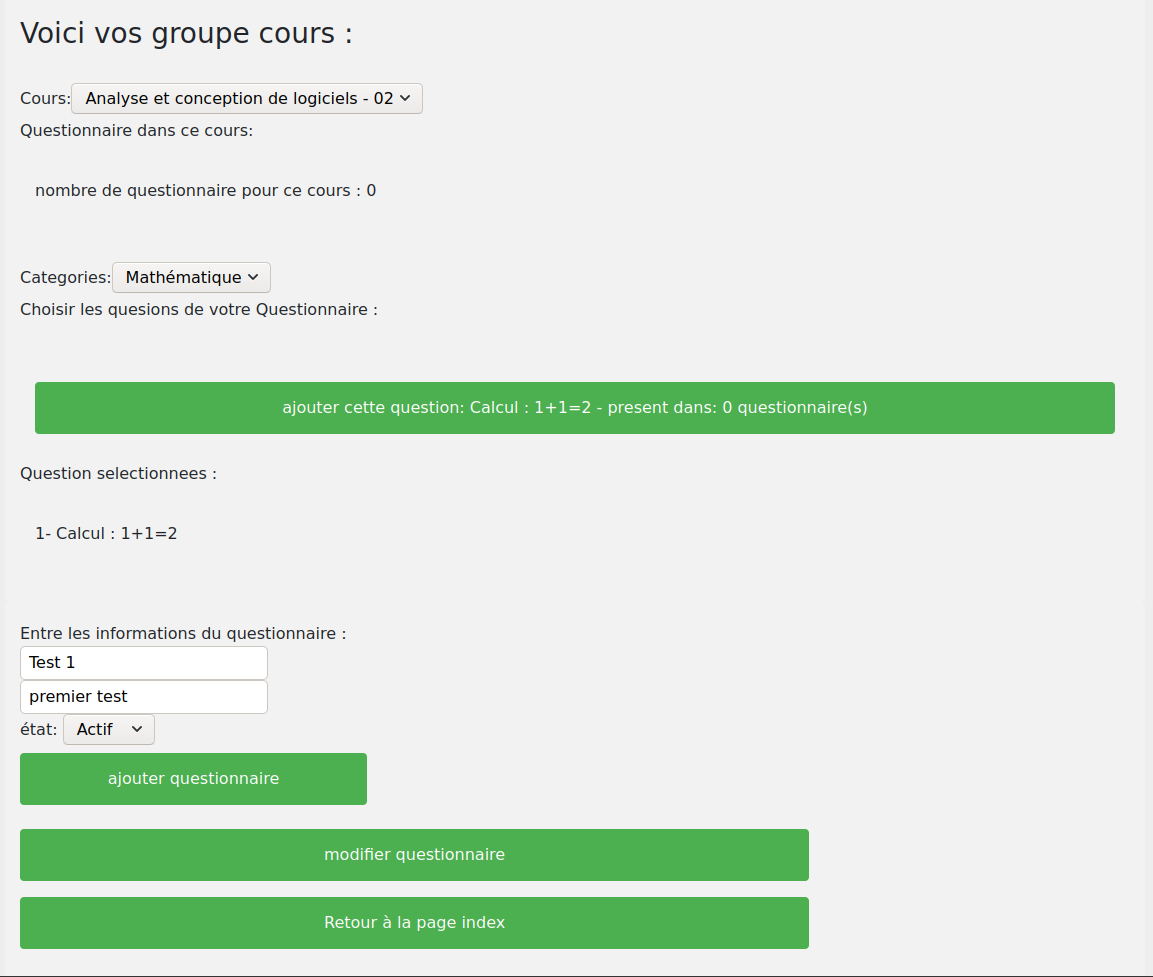 Voici vos groupe cours :
Cours: Analyse et conception de logiciels - 02
Questionnaire dans ce cours:
nombre de questionnaire pour ce cours : 0
Categories: Mathématique
Choisir les quesions de votre Questionnaire :
ajouter cette question: Calcul : 1+1=2 - present dans: 0 questionnaire(s)
Question selectionnees :
1- Calcul : 1+1=2
Entre les informations du questionnaire :
Test 1
premier test
état: Actif
ajouter questionnaire
modifier questionnaire
Retour à la page index